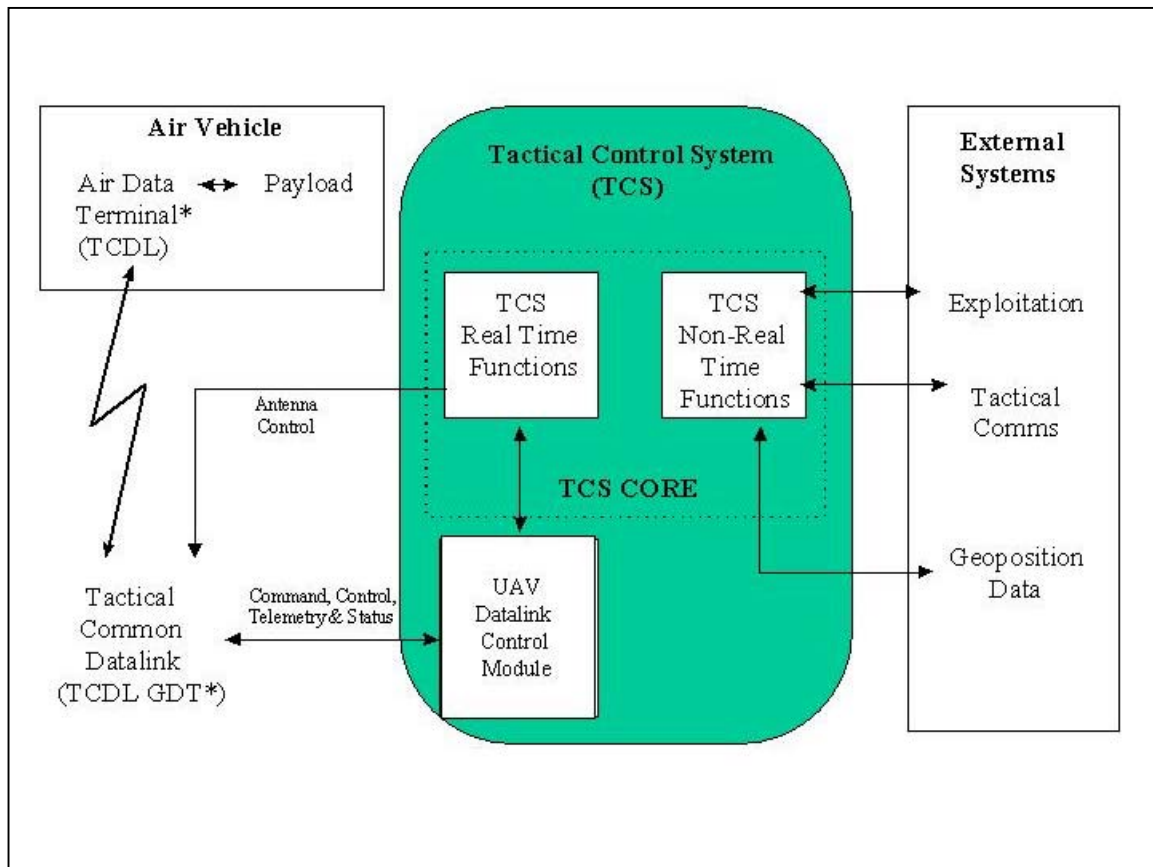 Air Vehicle
Air Data
Terminal*
(TCDL)
Payload
Tactical Control System
(TCS)
External
Systems
TCS
Real Time
Functions
TCS
Non-Real
Time
Functions
Exploitation
Antenna
Control
Tactical
Comms
TCS CORE
Geoposition
Data
Tactical
Common
Datalink
(TCDL GDT*)
Command, Control,
Telemetry & Status
UAV
Datalink
Control
Module